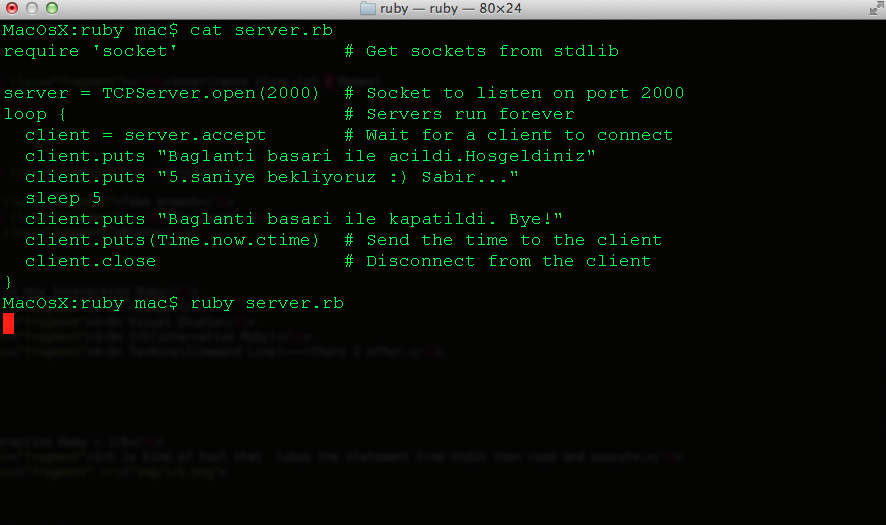 ruby — ruby — 80×24
MacOsX:ruby mac$ cat server.rb
require 'socket'                # Get sockets from stdlib

server = TCPServer.open(2000)  # Socket to listen on port 2000
loop {                         # Servers run forever
  client = server.accept       # Wait for a client to connect
  client.puts "Baglanti basari ile acildi.Hosgeldiniz"
  client.puts "5.saniye bekliyoruz :) Sabir..."
  sleep 5
  client.puts "Baglanti basari ile kapatildi. Bye!"
  client.puts(Time.now.ctime)  # Send the time to the client
  client.close                 # Disconnect from the client
}
MacOsX:ruby mac$ ruby server.rb